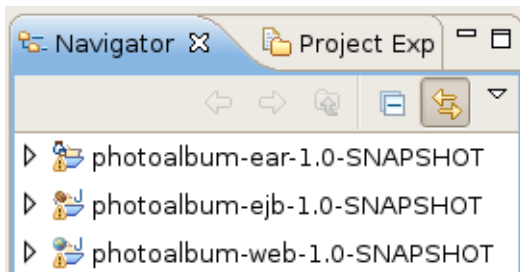 Navigator Project Exp
photoalbum-ear-1.0-SNAPSHOT
photoalbum-ejb-1.0-SNAPSHOT
photoalbum-web-1.0-SNAPSHOT